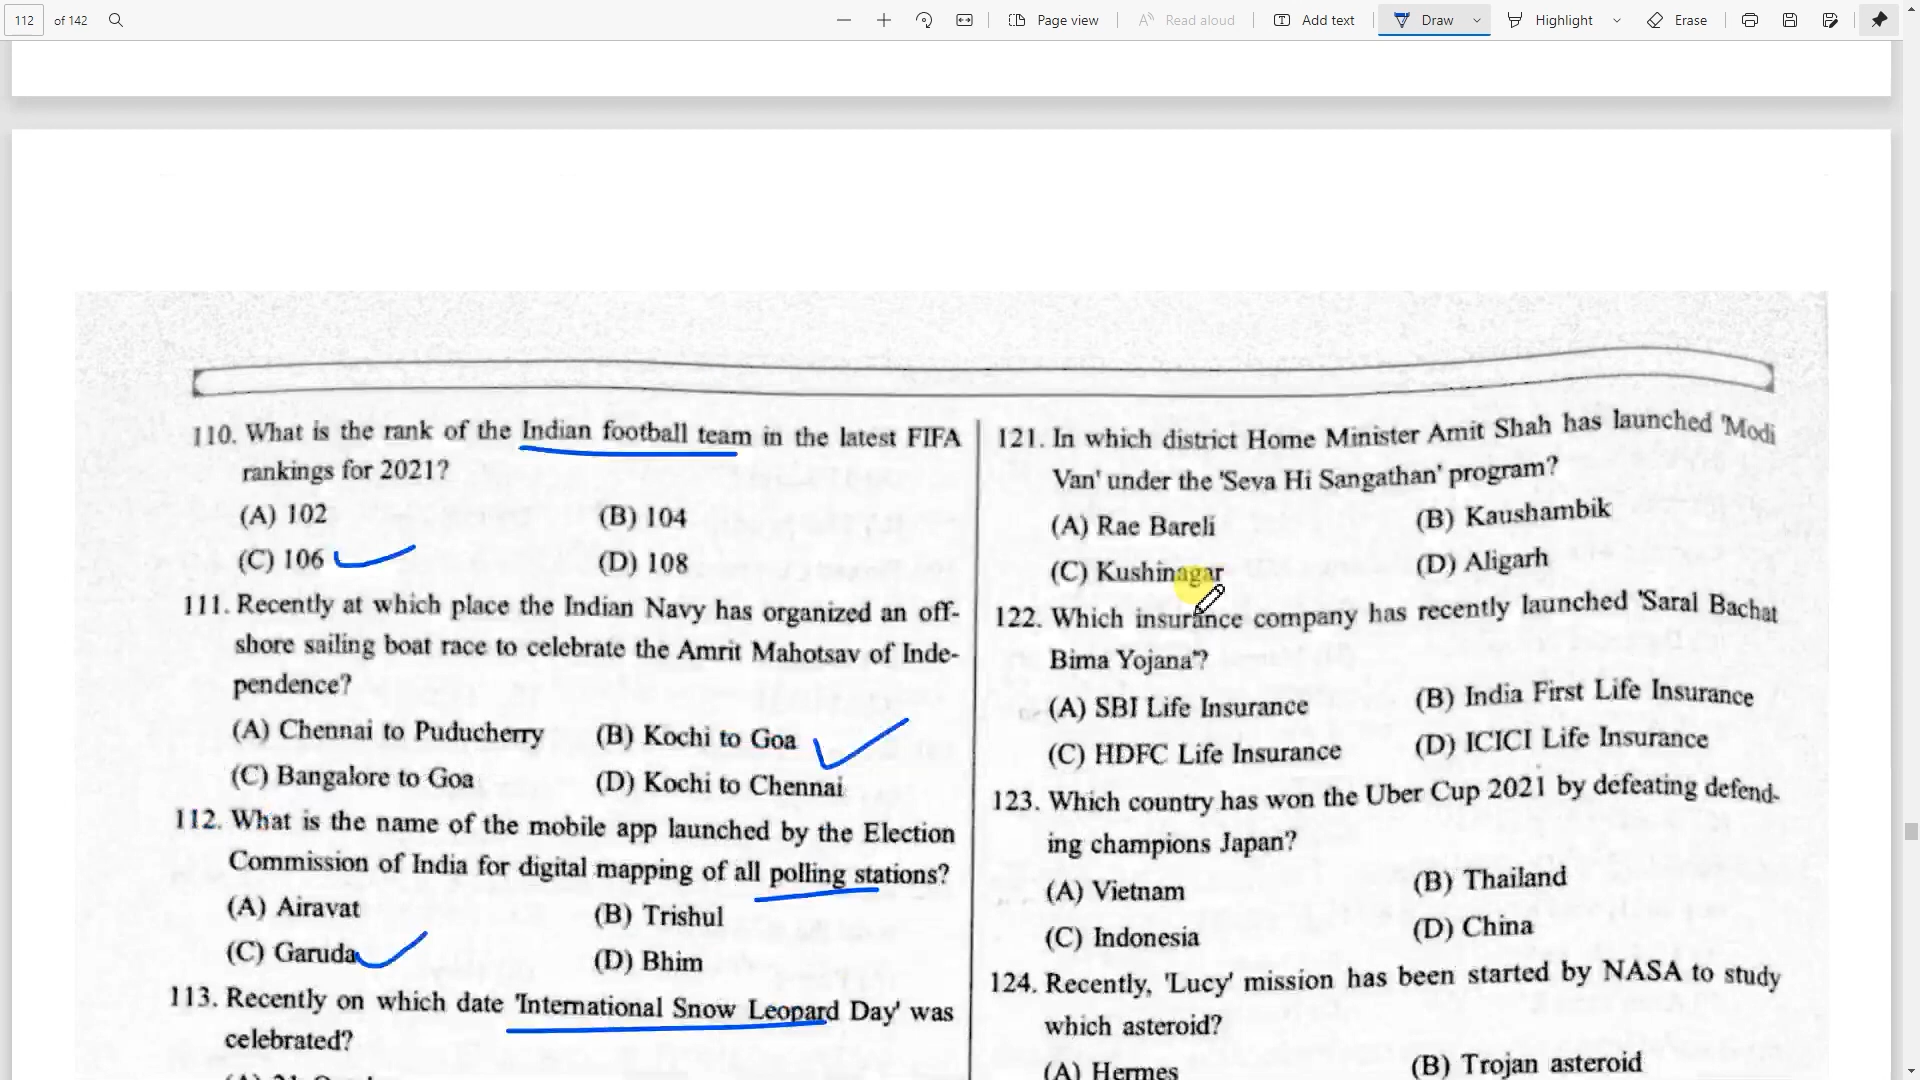 112 of 142 Page view Read aloud Add text Draw Highlight Erase
110. What is the rank of the Indian football team in the latest FIFA
rankings for 2021?
(A) 102 (B) 104
(C) 106 (D) 108
111. Recently at which place the Indian Navy has organized an off-
shore sailing boat race to celebrate the Amrit Mahotsav of Inde-
pendence?
(A) Chennai to Puducherry (B) Kochi to Goa
(C) Bangalore to Goa (D) Kochi to Chennai
112. What is the name of the mobile app launched by the Election
Commission of India for digital mapping of all polling stations?
(A) Airavat (B) Trishul
(C) Garuda (D) Bhim
113. Recently on which date 'International Snow Leopard Day' was
celebrated?
121. In which district Home Minister Amit Shah has launched 'Modi
Van' under the 'Seva Hi Sangathan' program?
(A) Rae Bareli (B) Kaushambik
(C) Kushinagar (D) Aligarh
122. Which insurance company has recently launched 'Saral Bachat
Bima Yojana'?
(A) SBI Life Insurance (B) India First Life Insurance
(C) HDFC Life Insurance (D) ICICI Life Insurance
123. Which country has won the Uber Cup 2021 by defeating defend-
ing champions Japan?
(A) Vietnam (B) Thailand
(C) Indonesia (D) China
124. Recently, 'Lucy' mission has been started by NASA to study
which asteroid?
(A) Hermes (B) Trojan asteroid